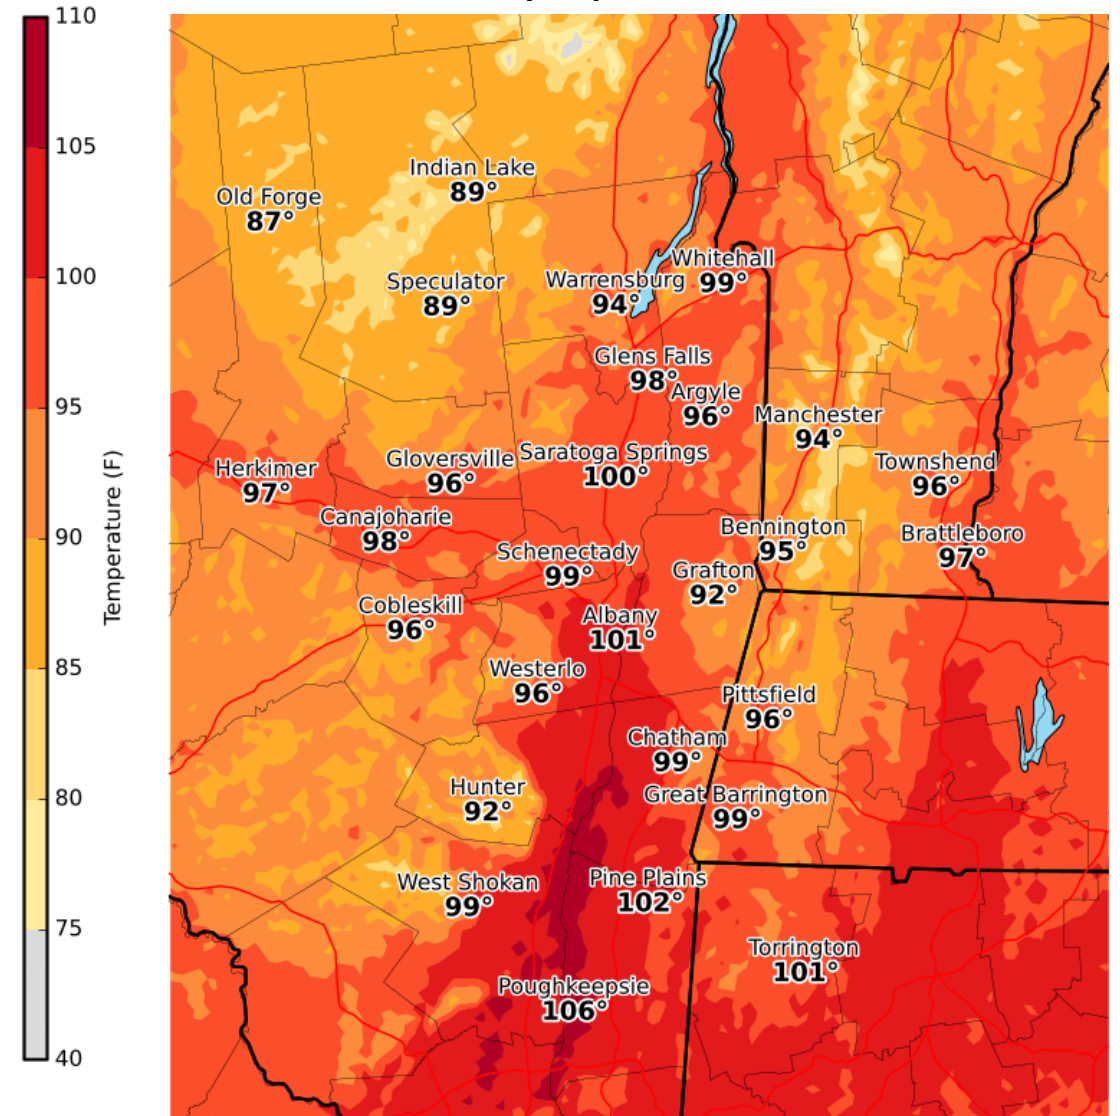 110
105
100
95
90
85
80
75
40
Temperature (F)
Indian Lake
89°
Old Forge
87°
Whitehall
99°
Speculator
89°
Warrensburg
94°
Glens Falls
98°
Argyle
96°
Manchester
94°
Saratoga Springs
100°
Gloversville
96°
Herkimer
97°
Townshend
96°
Canajoharie
98°
Bennington
95°
Brattleboro
97°
Schenectady
99°
Grafton
92°
Cobleskill
96°
Albany
101°
Westerlo
96°
Pittsfield
96°
Chatham
99°
Hunter
92°
Great Barrington
99°
West Shokan
99°
Pine Plains
102°
Torrington
101°
Poughkeepsie
106°